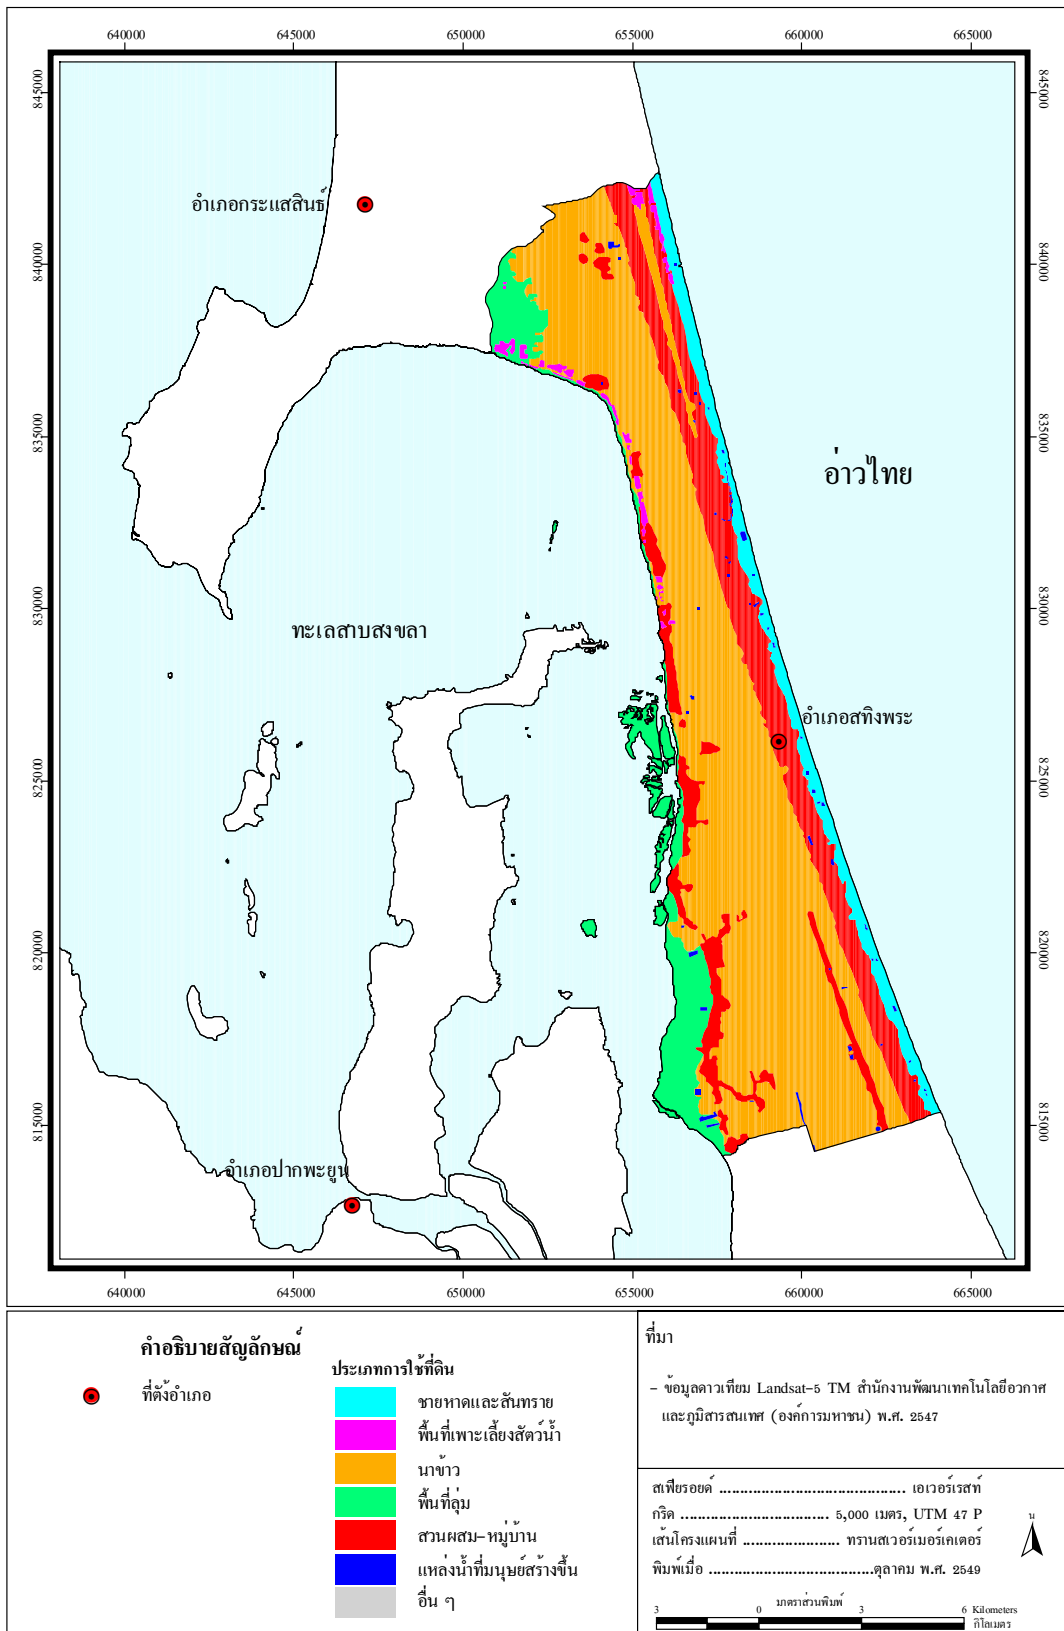 640000 645000 650000 655000 660000 665000
845000 845000
อำเภอกระแสสินธุ์
840000 840000
835000 835000
อ่าวไทย
830000 830000
ทะเลสาบสงขลา
อำเภอสทิงพระ
825000 825000
820000 820000
815000 815000
อำเภอปากพะยูน
640000 645000 650000 655000 660000 665000
คำอธิบายสัญลักษณ์
ที่ตั้งอำเภอ
ประเภทการใช้ที่ดิน
ชายหาดและสันทราย
พื้นที่เพาะเลี้ยงสัตว์น้ำ
นาข้าว
พื้นที่ลุ่ม
สวนผสม-หมู่บ้าน
แหล่งน้ำที่มนุษย์สร้างขึ้น
อื่น ๆ
ที่มา
- ข้อมูลดาวเทียม Landsat-5 TM สำนักงานพัฒนาเทคโนโลยีอวกาศ
และภูมิสารสนเทศ (องค์การมหาชน) พ.ศ. 2547
สเฟียรอยด์ ............................................ เอเวอร์เรสท์
กริด ................................... 5,000 เมตร, UTM 47 P
เส้นโครงแผนที่ ....................... ทรานสเวอร์เมอร์เคเตอร์
พิมพ์เมื่อ ........................................ตุลาคม พ.ศ. 2549
น
มาตราส่วนพิมพ์
3 0 3 6 Kilometers
กิโลเมตร